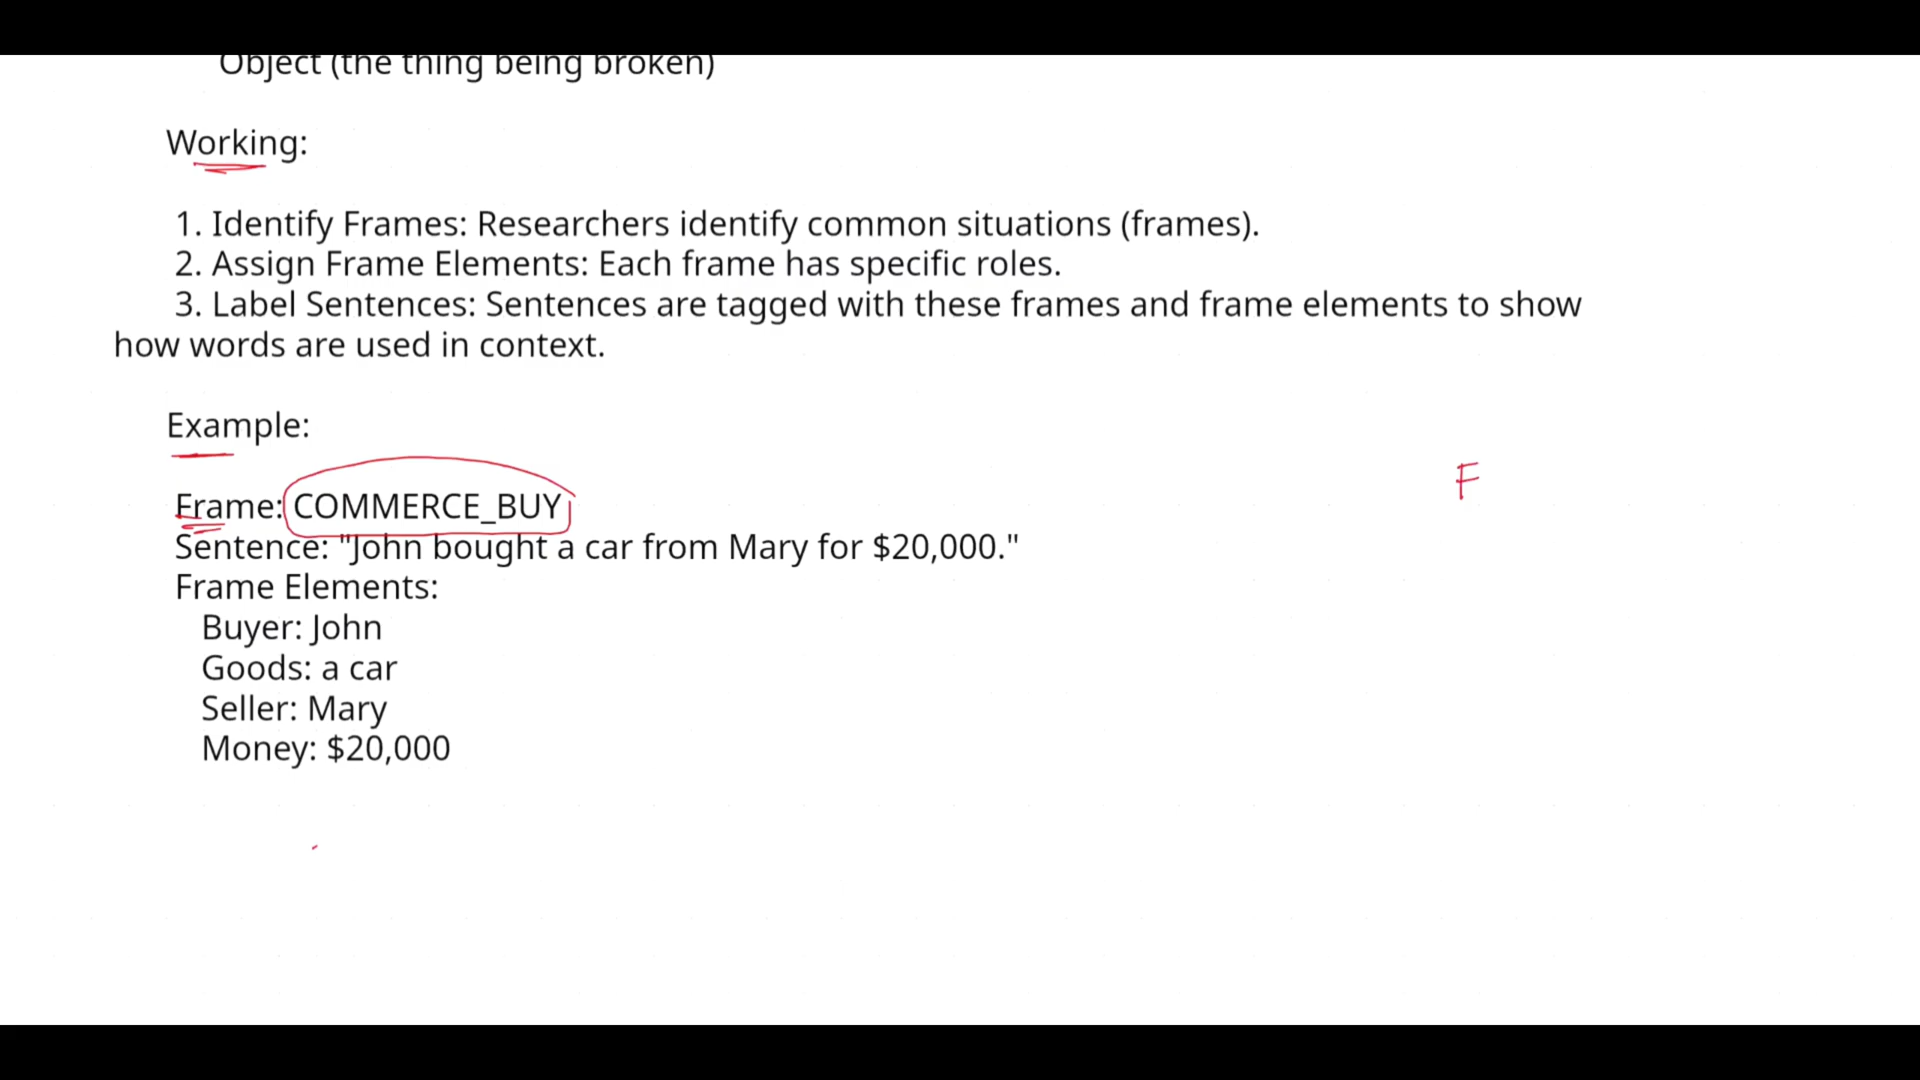 Object (the thing being broken)
Working:
1. Identify Frames: Researchers identify common situations (frames).
2. Assign Frame Elements: Each frame has specific roles.
3. Label Sentences: Sentences are tagged with these frames and frame elements to show
how words are used in context.
Example:
F
Frame: COMMERCE_BUY
Sentence: "John bought a car from Mary for $20,000."
Frame Elements:
Buyer: John
Goods: a car
Seller: Mary
Money: $20,000